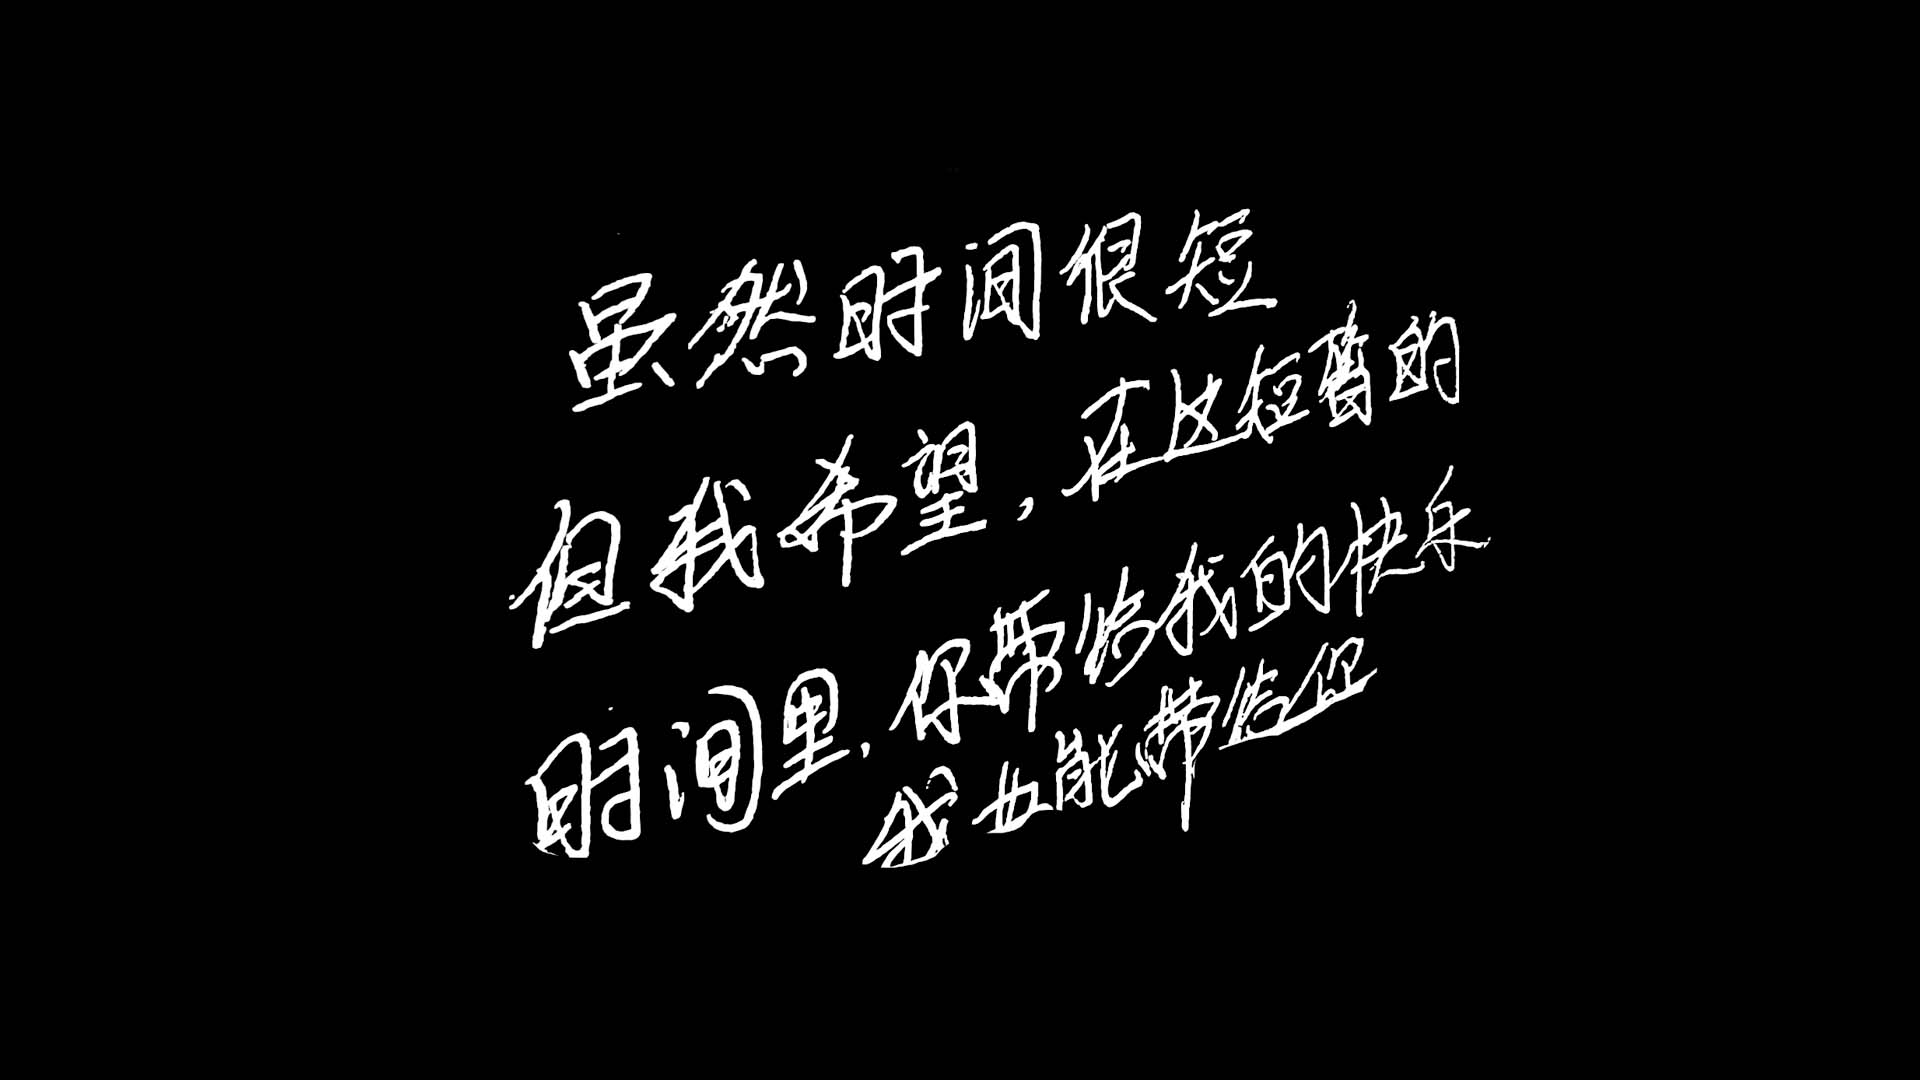 虽然时间很短
但我希望，在这短暂的
时间里，你带给我的快乐
我也能带给你